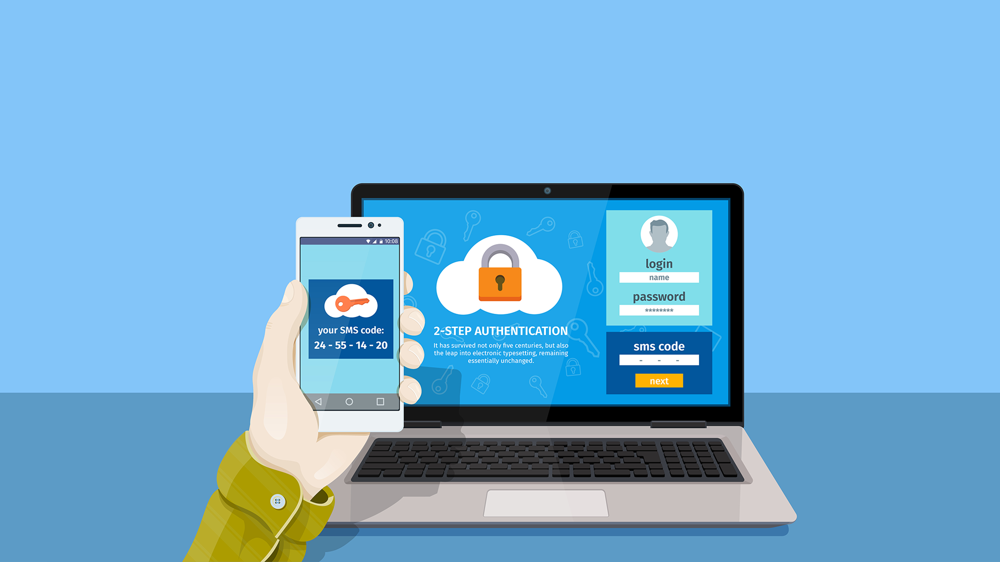 10:08
your SMS code:
24 - 55 - 14 - 20
2-STEP AUTHENTICATION
It has survived not only five centuries, but also
the leap into electronic typesetting, remaining
essentially unchanged.
login
name
password
********
sms code
- - -
next